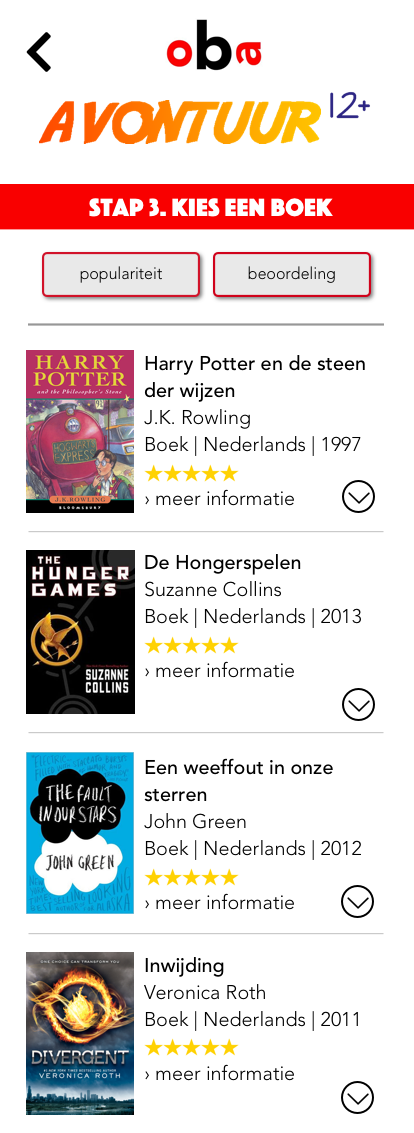 oba
AVONTUUR 12+
STAP 3. KIES EEN BOEK
populariteit
beoordeling
HARRY
POTTER
and the Philosopher's Stone
HOGWARTS
EXPRESS
J.K. ROWLING
BLOOMSBURY
Harry Potter en de steen
der wijzen
J.K. Rowling
Boek | Nederlands | 1997
★★★★★
› meer informatie
THE
HUNGER
GAMES
SUZANNE
COLLINS
De Hongerspelen
Suzanne Collins
Boek | Nederlands | 2013
★★★★★
› meer informatie
THE FAULT
IN OUR STARS
JOHN GREEN
Een weeffout in onze
sterren
John Green
Boek | Nederlands | 2012
★★★★★
› meer informatie
ONE CHOICE CAN TRANSFORM YOU
DIVERGENT
VERONICA ROTH
Inwijding
Veronica Roth
Boek | Nederlands | 2011
★★★★★
› meer informatie